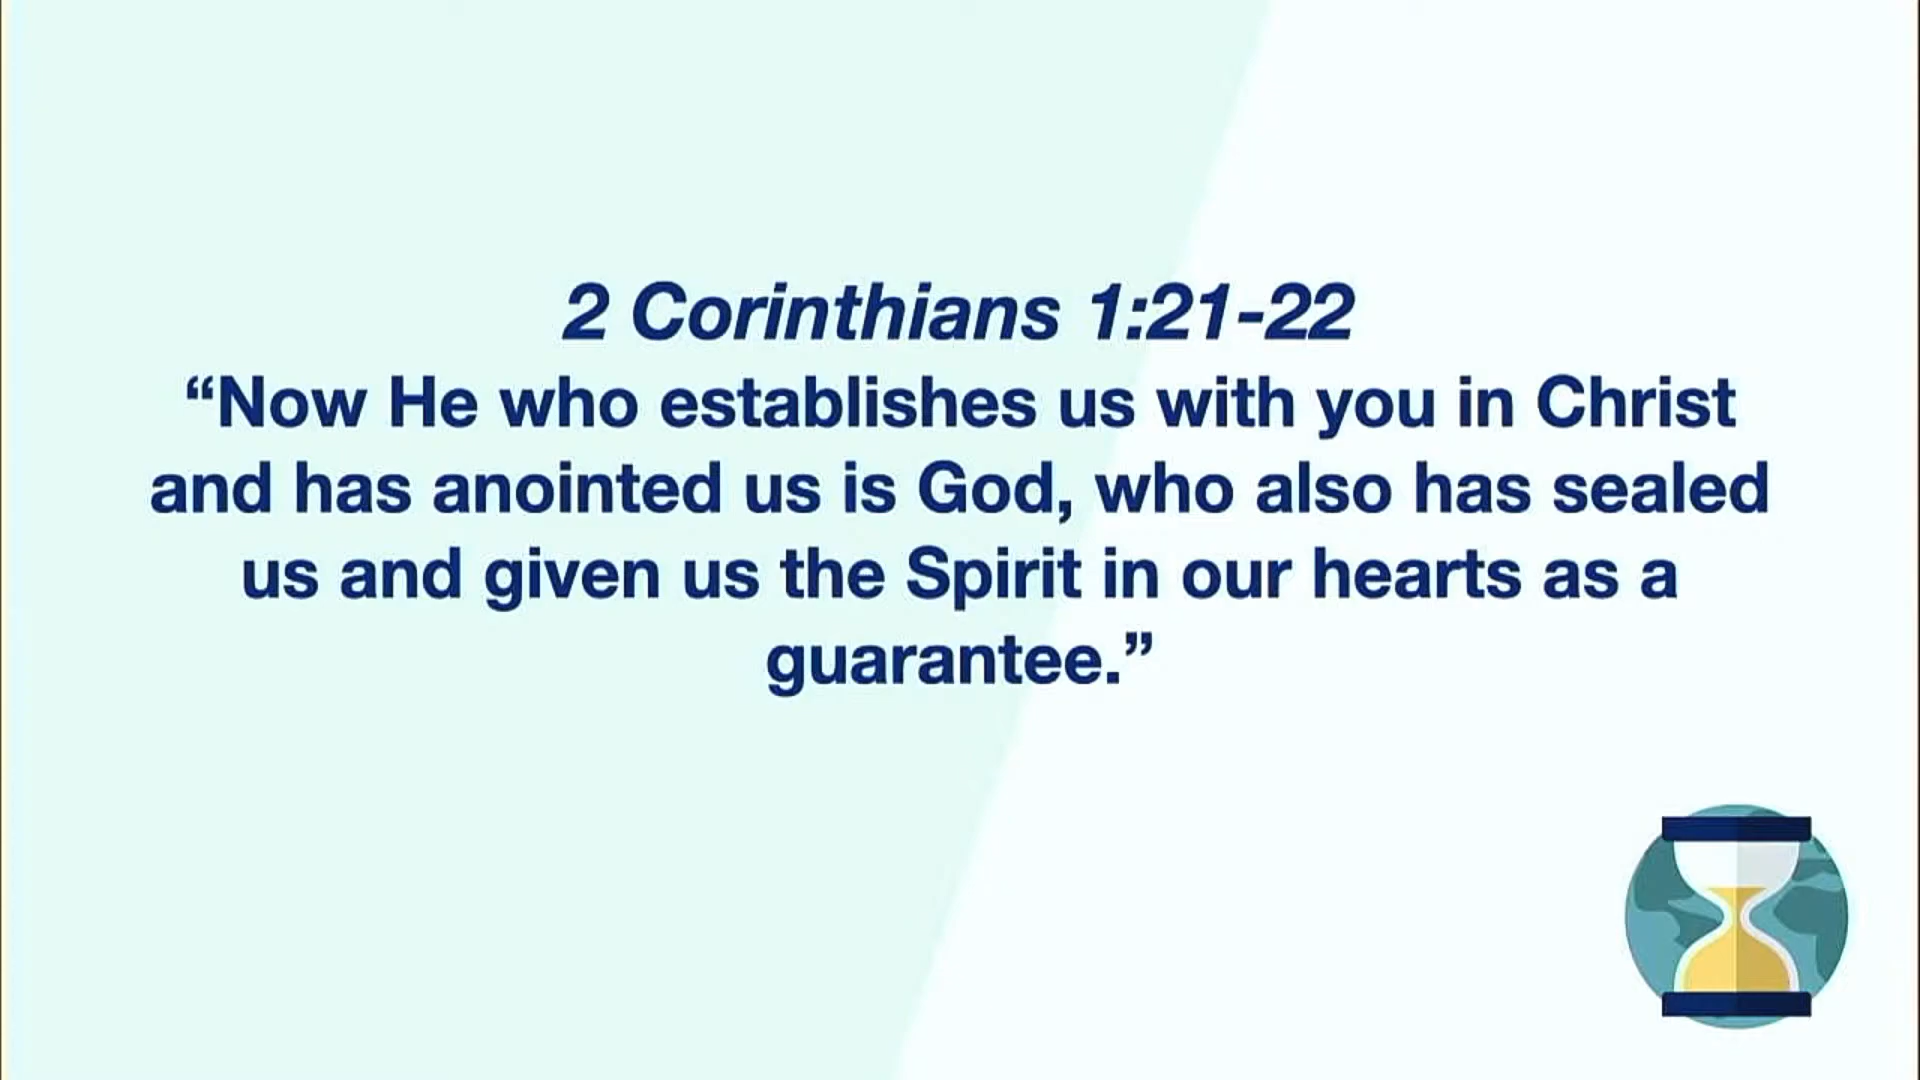 2 Corinthians 1:21-22
“Now He who establishes us with you in Christ
and has anointed us is God, who also has sealed
us and given us the Spirit in our hearts as a
guarantee.”